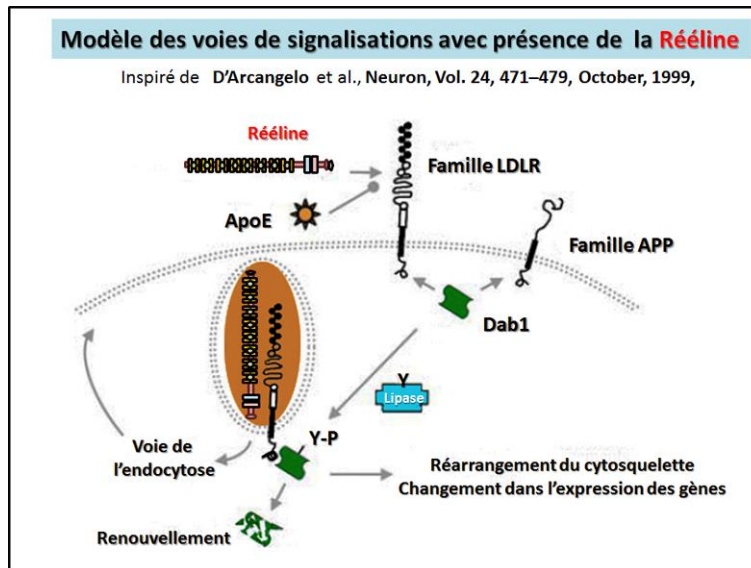 Modèle des voies de signalisations avec présence de la Rééline
Inspiré de D'Arcangelo et al., Neuron, Vol. 24, 471–479, October, 1999,
Rééline
Famille LDLR
ApoE
Famille APP
Dab1
Y
Lipase
Y-P
Voie de
l'endocytose
Réarrangement du cytosquelette
Changement dans l'expression des gènes
Renouvellement